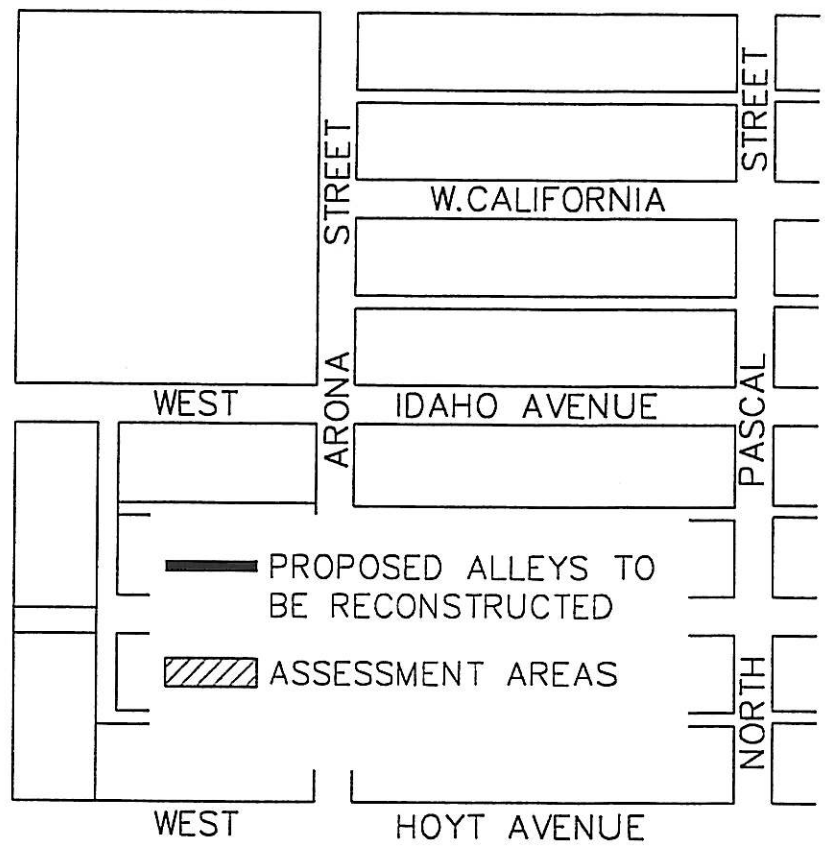 STREET
STREET
W.CALIFORNIA
ARONA
WEST
IDAHO AVENUE
PASCAL
PROPOSED ALLEYS TO
BE RECONSTRUCTED
ASSESSMENT AREAS
NORTH
WEST
HOYT AVENUE